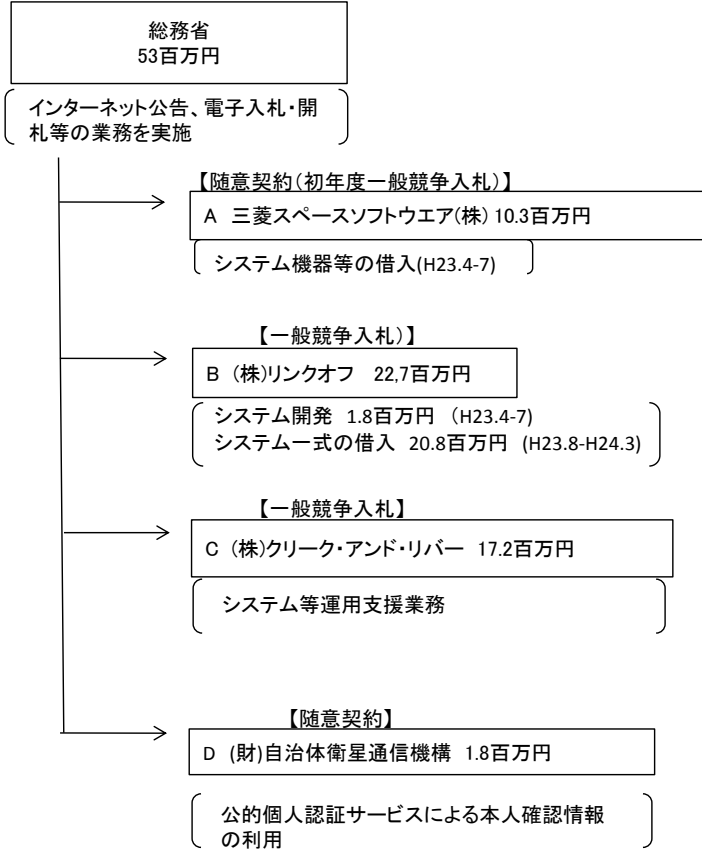 総務省
53百万円
インターネット公告、電子入札・開
札等の業務を実施
【随意契約(初年度一般競争入札)】
A 三菱スペースソフトウエア(株) 10.3百万円
システム機器等の借入(H23.4-7)
【一般競争入札)】
B (株)リンクオフ 22,7百万円
システム開発 1.8百万円 (H23.4-7)
システム一式の借入 20.8百万円 (H23.8-H24.3)
【一般競争入札】
C (株)クリーク・アンド・リバー 17.2百万円
システム等運用支援業務
【随意契約】
D (財)自治体衛星通信機構 1.8百万円
公的個人認証サービスによる本人確認情報
の利用